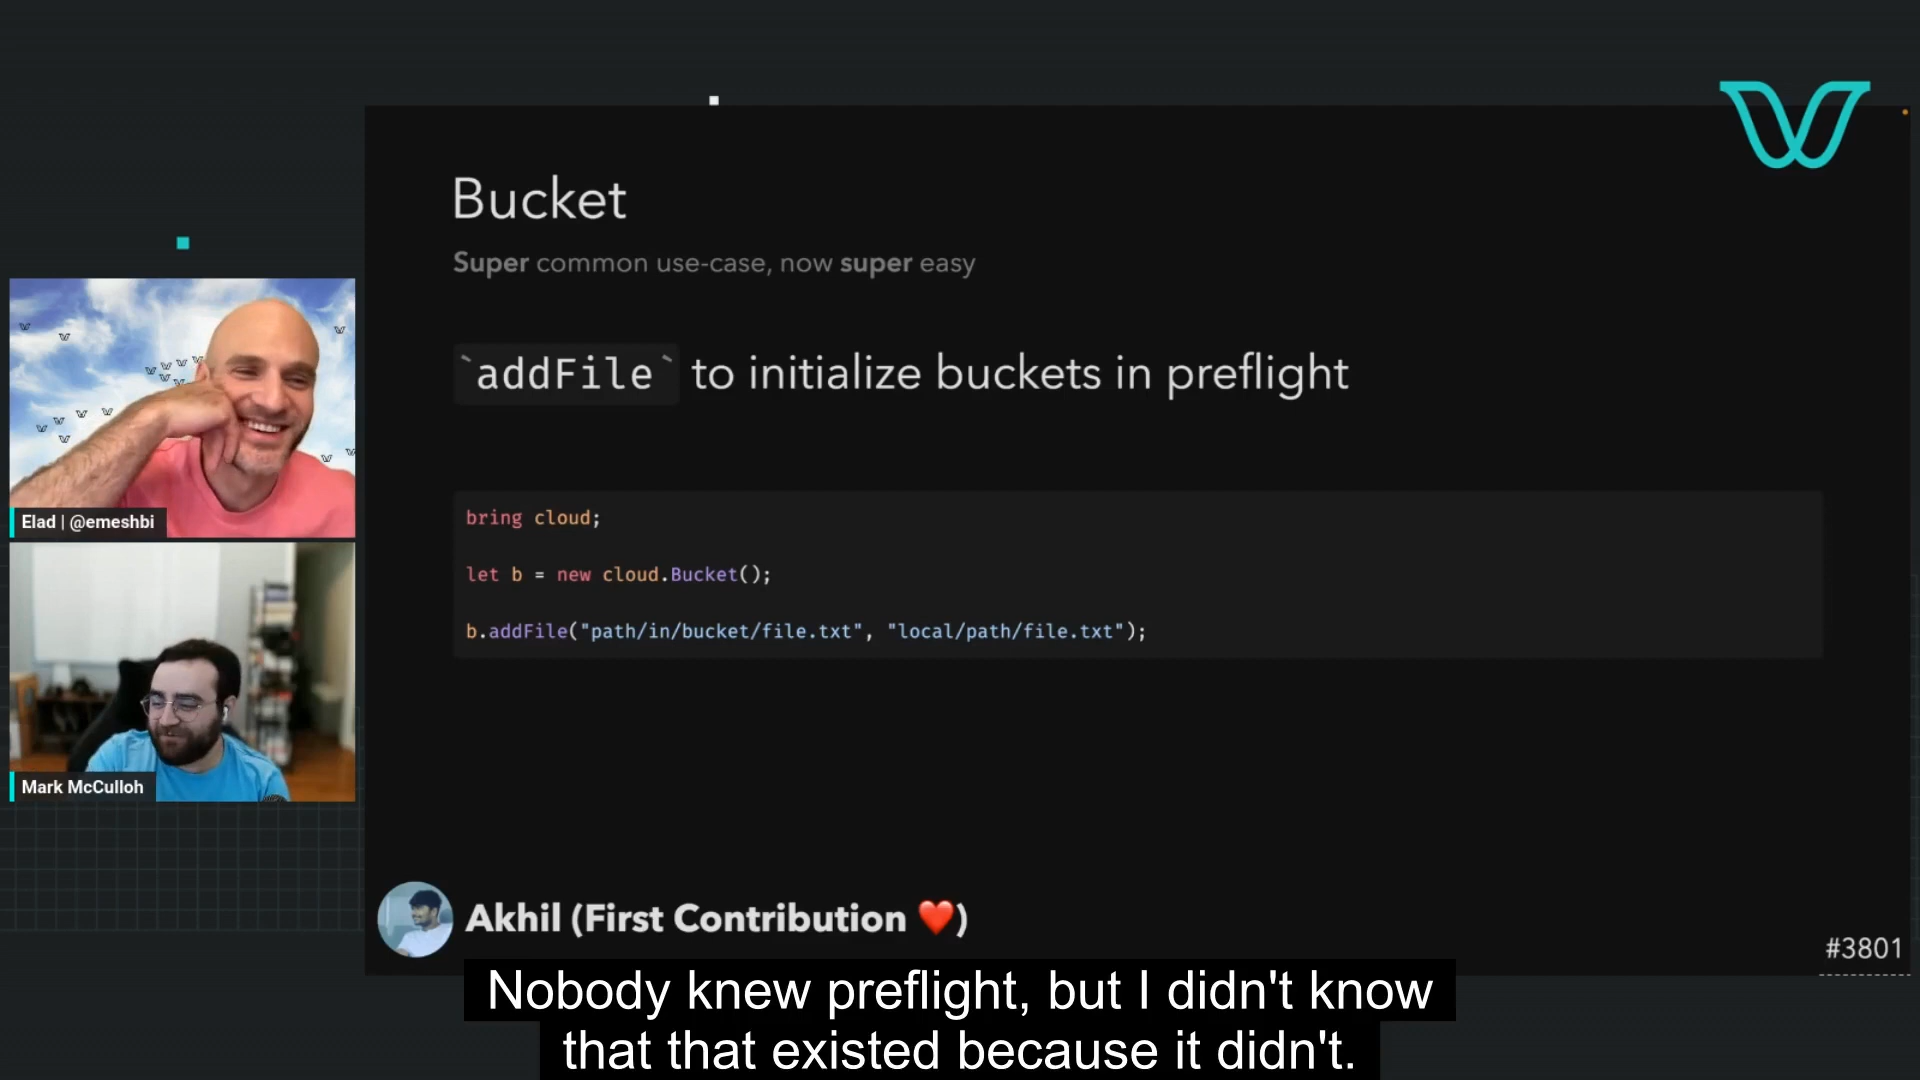 Bucket
Super common use-case, now super easy
`addFile` to initialize buckets in preflight
bring cloud;
let b = new cloud.Bucket();
b.addFile("path/in/bucket/file.txt", "local/path/file.txt");
Elad | @emeshbi
Mark McCulloh
Akhil (First Contribution ❤️)
#3801
Nobody knew preflight, but I didn't know
that that existed because it didn't.